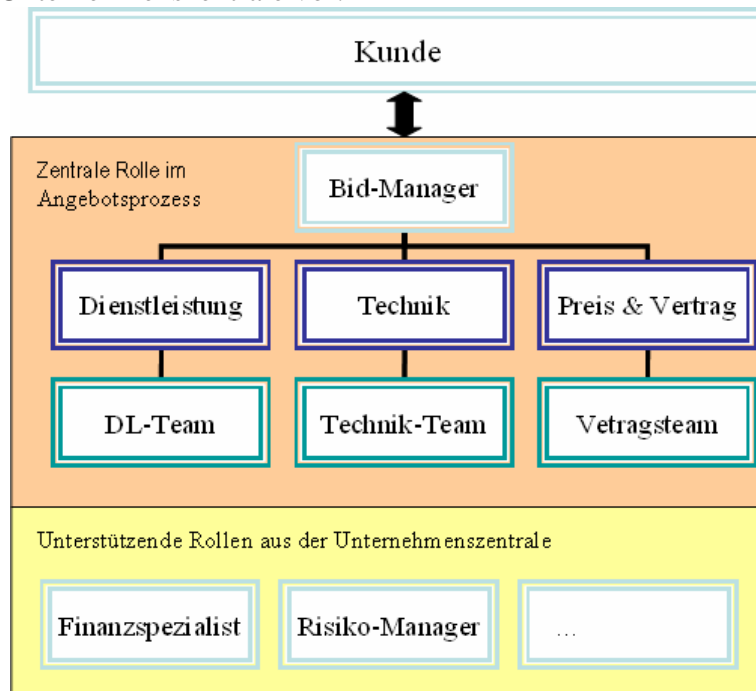 Kunde
Zentrale Rolle im
Angebotsprozess
Bid-Manager
Dienstleistung
Technik
Preis & Vertrag
DL-Team
Technik-Team
Vetragsteam
Unterstützende Rollen aus der Unternehmenszentrale
Finanzspezialist
Risiko-Manager
...